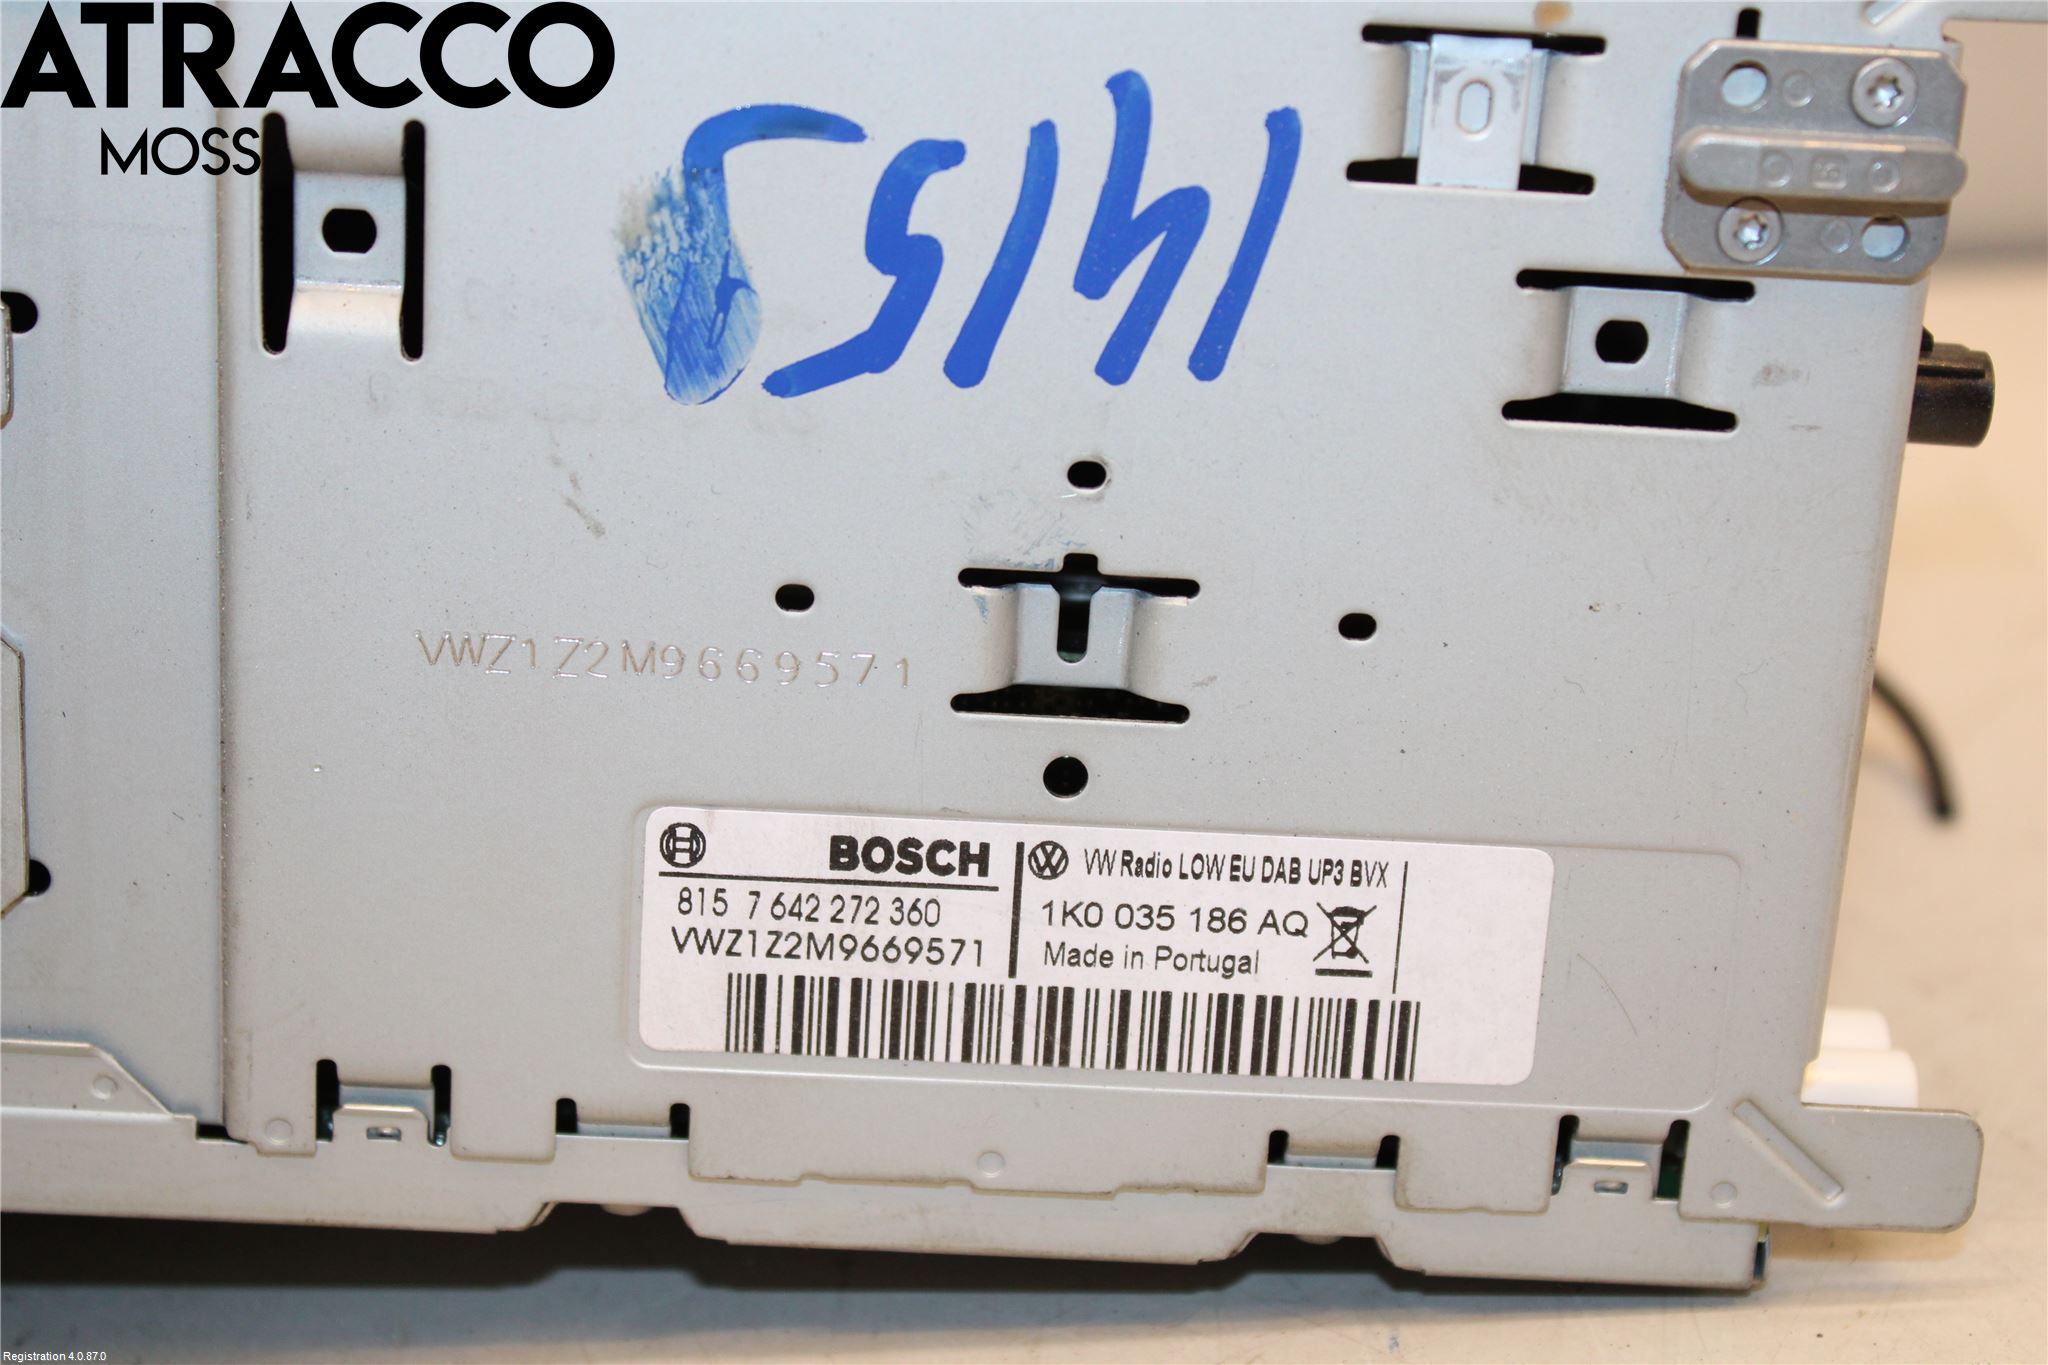 ATRACCO
MOSS
1415
VWZ1Z2M9669571
BOSCH
815 7 642 272 360
VWZ1Z2M9669571
VW Radio LOW EU DAB UP3 BVX
1K0 035 186 AQ
Made in Portugal
Registration 4.0.87.0